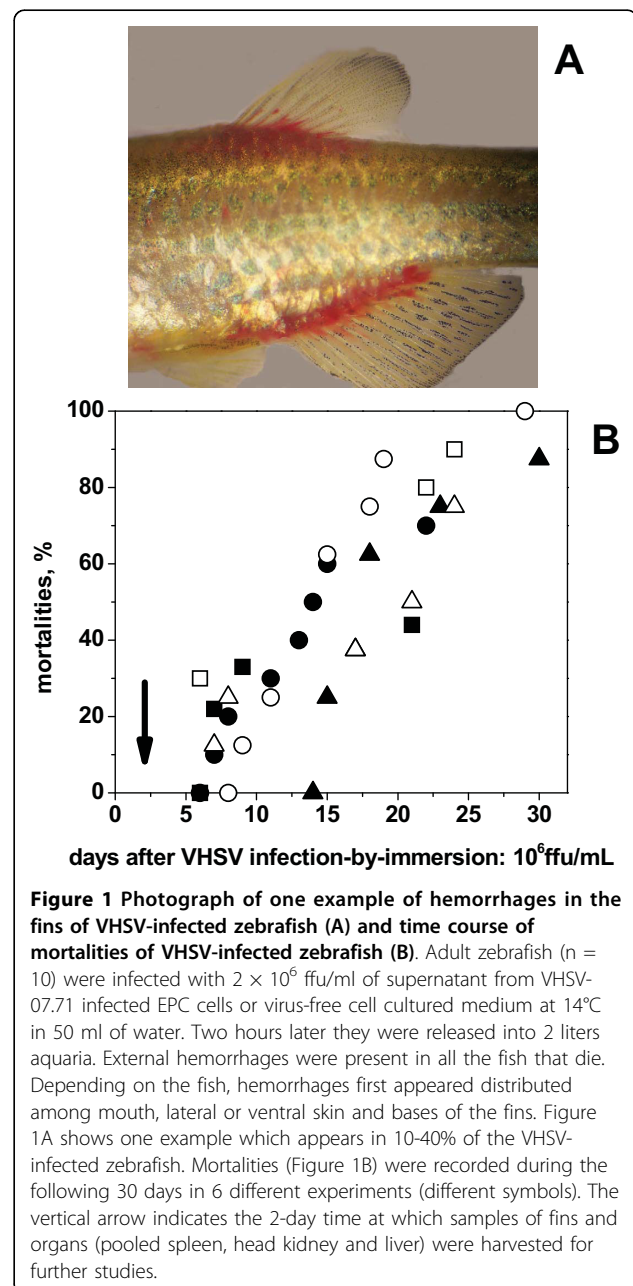 A
B
100
80
60
40
20
0
mortalities, %
0 5 10 15 20 25 30
days after VHSV infection-by-immersion: 10⁶ffu/mL
Figure 1 Photograph of one example of hemorrhages in the
fins of VHSV-infected zebrafish (A) and time course of
mortalities of VHSV-infected zebrafish (B). Adult zebrafish (n =
10) were infected with 2 × 10⁶ ffu/ml of supernatant from VHSV-
07.71 infected EPC cells or virus-free cell cultured medium at 14°C
in 50 ml of water. Two hours later they were released into 2 liters
aquaria. External hemorrhages were present in all the fish that die.
Depending on the fish, hemorrhages first appeared distributed
among mouth, lateral or ventral skin and bases of the fins. Figure
1A shows one example which appears in 10-40% of the VHSV-
infected zebrafish. Mortalities (Figure 1B) were recorded during the
following 30 days in 6 different experiments (different symbols). The
vertical arrow indicates the 2-day time at which samples of fins and
organs (pooled spleen, head kidney and liver) were harvested for
further studies.